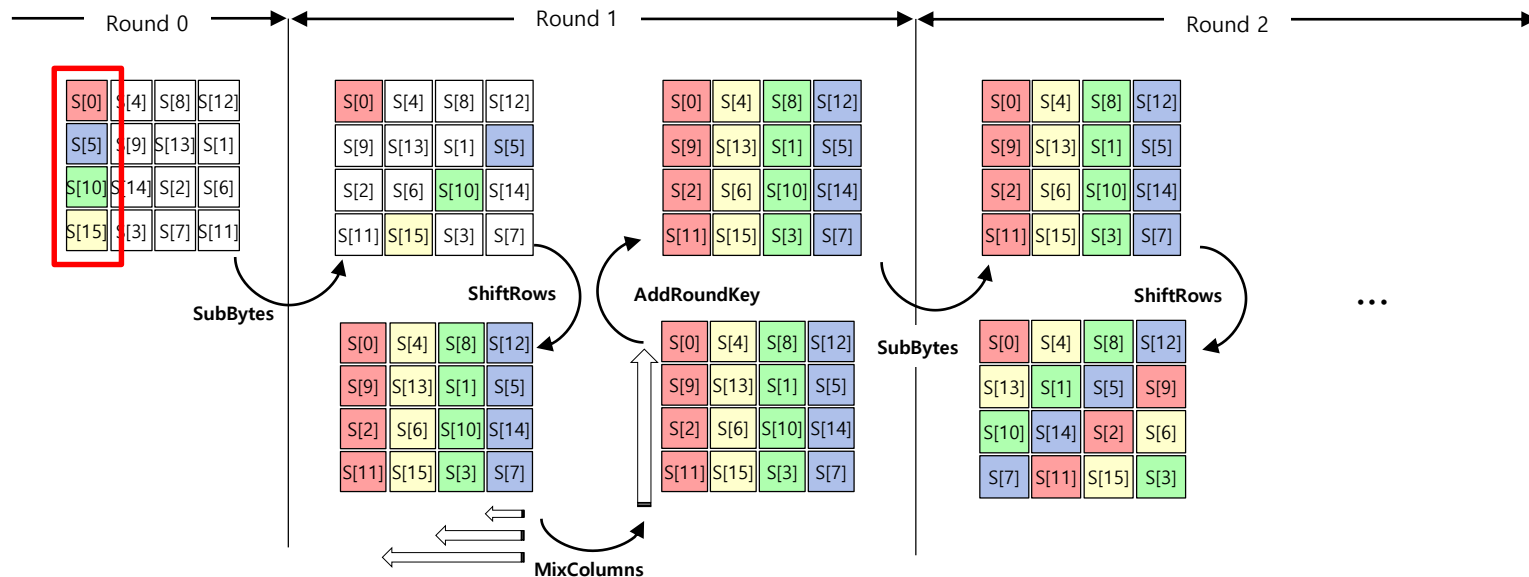 Round 0
Round 1
Round 2
S[0] S[4] S[8] S[12]
S[5] S[9] S[13] S[1]
S[10] S[14] S[2] S[6]
S[15] S[3] S[7] S[11]
SubBytes
S[0] S[4] S[8] S[12]
S[9] S[13] S[1] S[5]
S[2] S[6] S[10] S[14]
S[11] S[15] S[3] S[7]
ShiftRows
S[0] S[4] S[8] S[12]
S[9] S[13] S[1] S[5]
S[2] S[6] S[10] S[14]
S[11] S[15] S[3] S[7]
MixColumns
S[0] S[4] S[8] S[12]
S[9] S[13] S[1] S[5]
S[2] S[6] S[10] S[14]
S[11] S[15] S[3] S[7]
AddRoundKey
S[0] S[4] S[8] S[12]
S[9] S[13] S[1] S[5]
S[2] S[6] S[10] S[14]
S[11] S[15] S[3] S[7]
SubBytes
S[0] S[4] S[8] S[12]
S[9] S[13] S[1] S[5]
S[2] S[6] S[10] S[14]
S[11] S[15] S[3] S[7]
ShiftRows
S[0] S[4] S[8] S[12]
S[13] S[1] S[5] S[9]
S[10] S[14] S[2] S[6]
S[7] S[11] S[15] S[3]
...